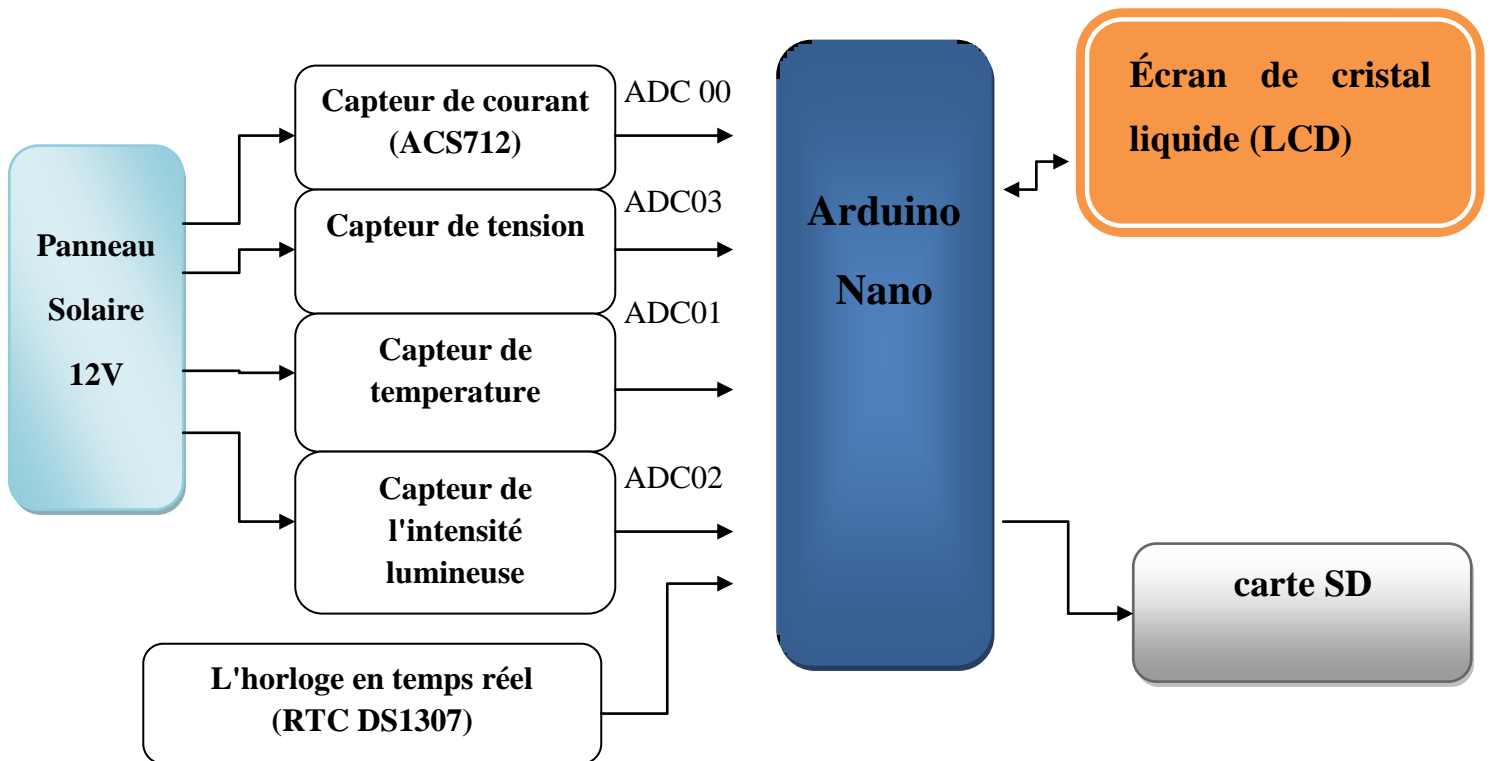 Panneau
Solaire
12V
Capteur de courant
(ACS712)
ADC 00
Capteur de tension
ADC03
Capteur de
temperature
ADC01
Capteur de
l'intensité
lumineuse
ADC02
L'horloge en temps réel
(RTC DS1307)
Arduino
Nano
Écran de cristal
liquide (LCD)
carte SD